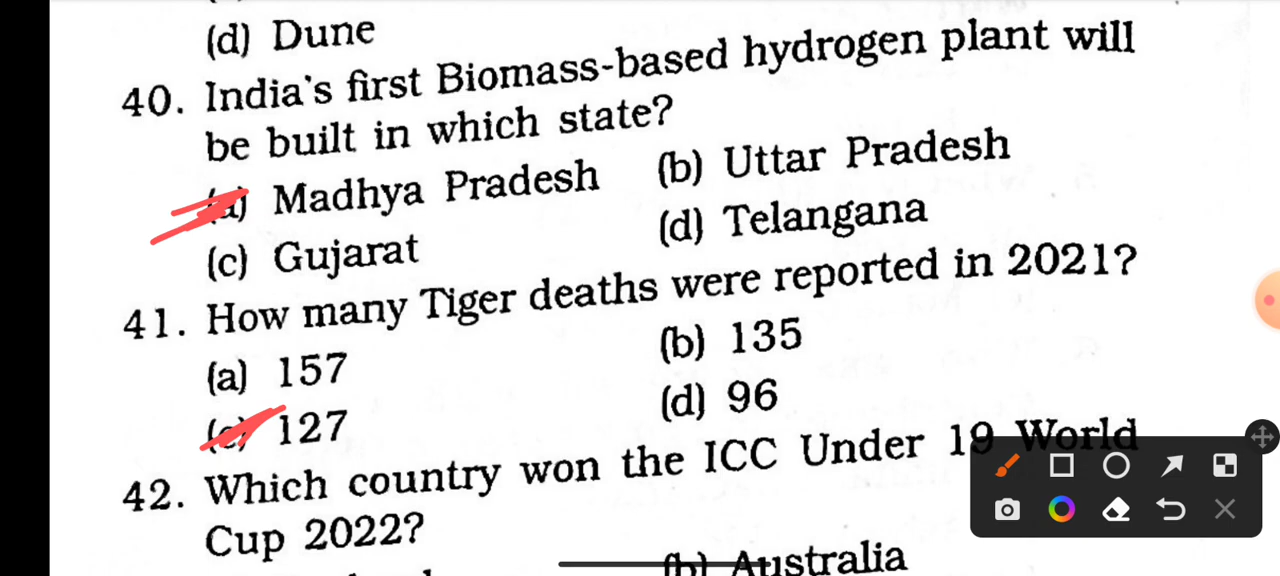 (d) Dune
40. India's first Biomass-based hydrogen plant will
be built in which state?
(a) Madhya Pradesh (b) Uttar Pradesh
(c) Gujarat (d) Telangana
41. How many Tiger deaths were reported in 2021?
(a) 157 (b) 135
(c) 127 (d) 96
42. Which country won the ICC Under 19 World
Cup 2022?
(b) Australia